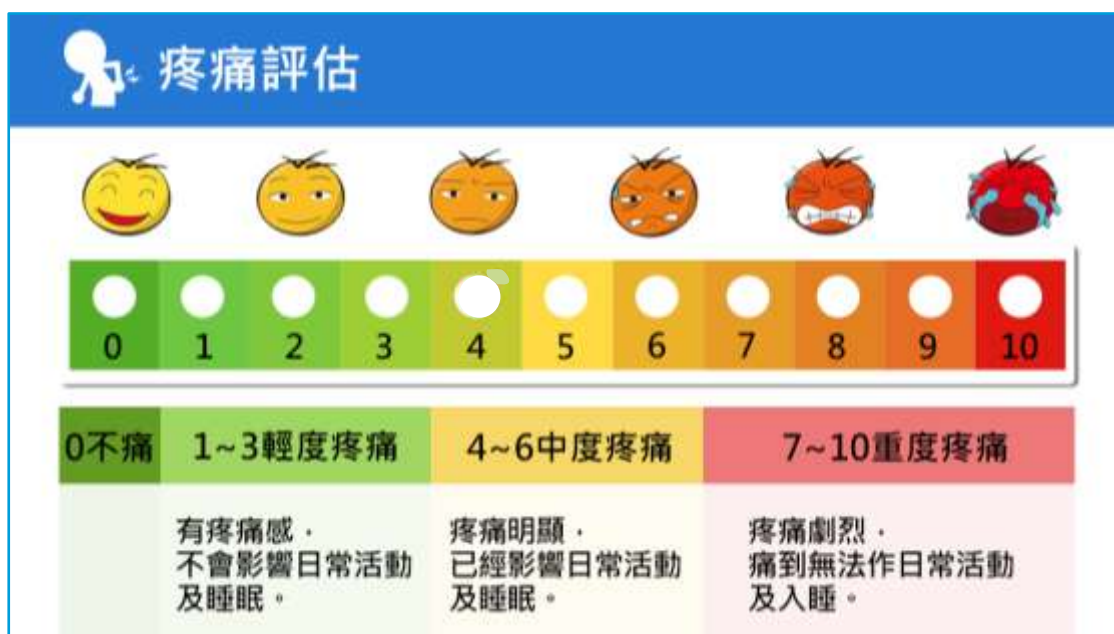 疼痛評估
0 1 2 3 4 5 6 7 8 9 10
0不痛 1~3輕度疼痛 4~6中度疼痛 7~10重度疼痛
有疼痛感，
不會影響日常活動
及睡眠。
疼痛明顯，
已經影響日常活動
及睡眠。
疼痛劇烈，
痛到無法作日常活動
及入睡。